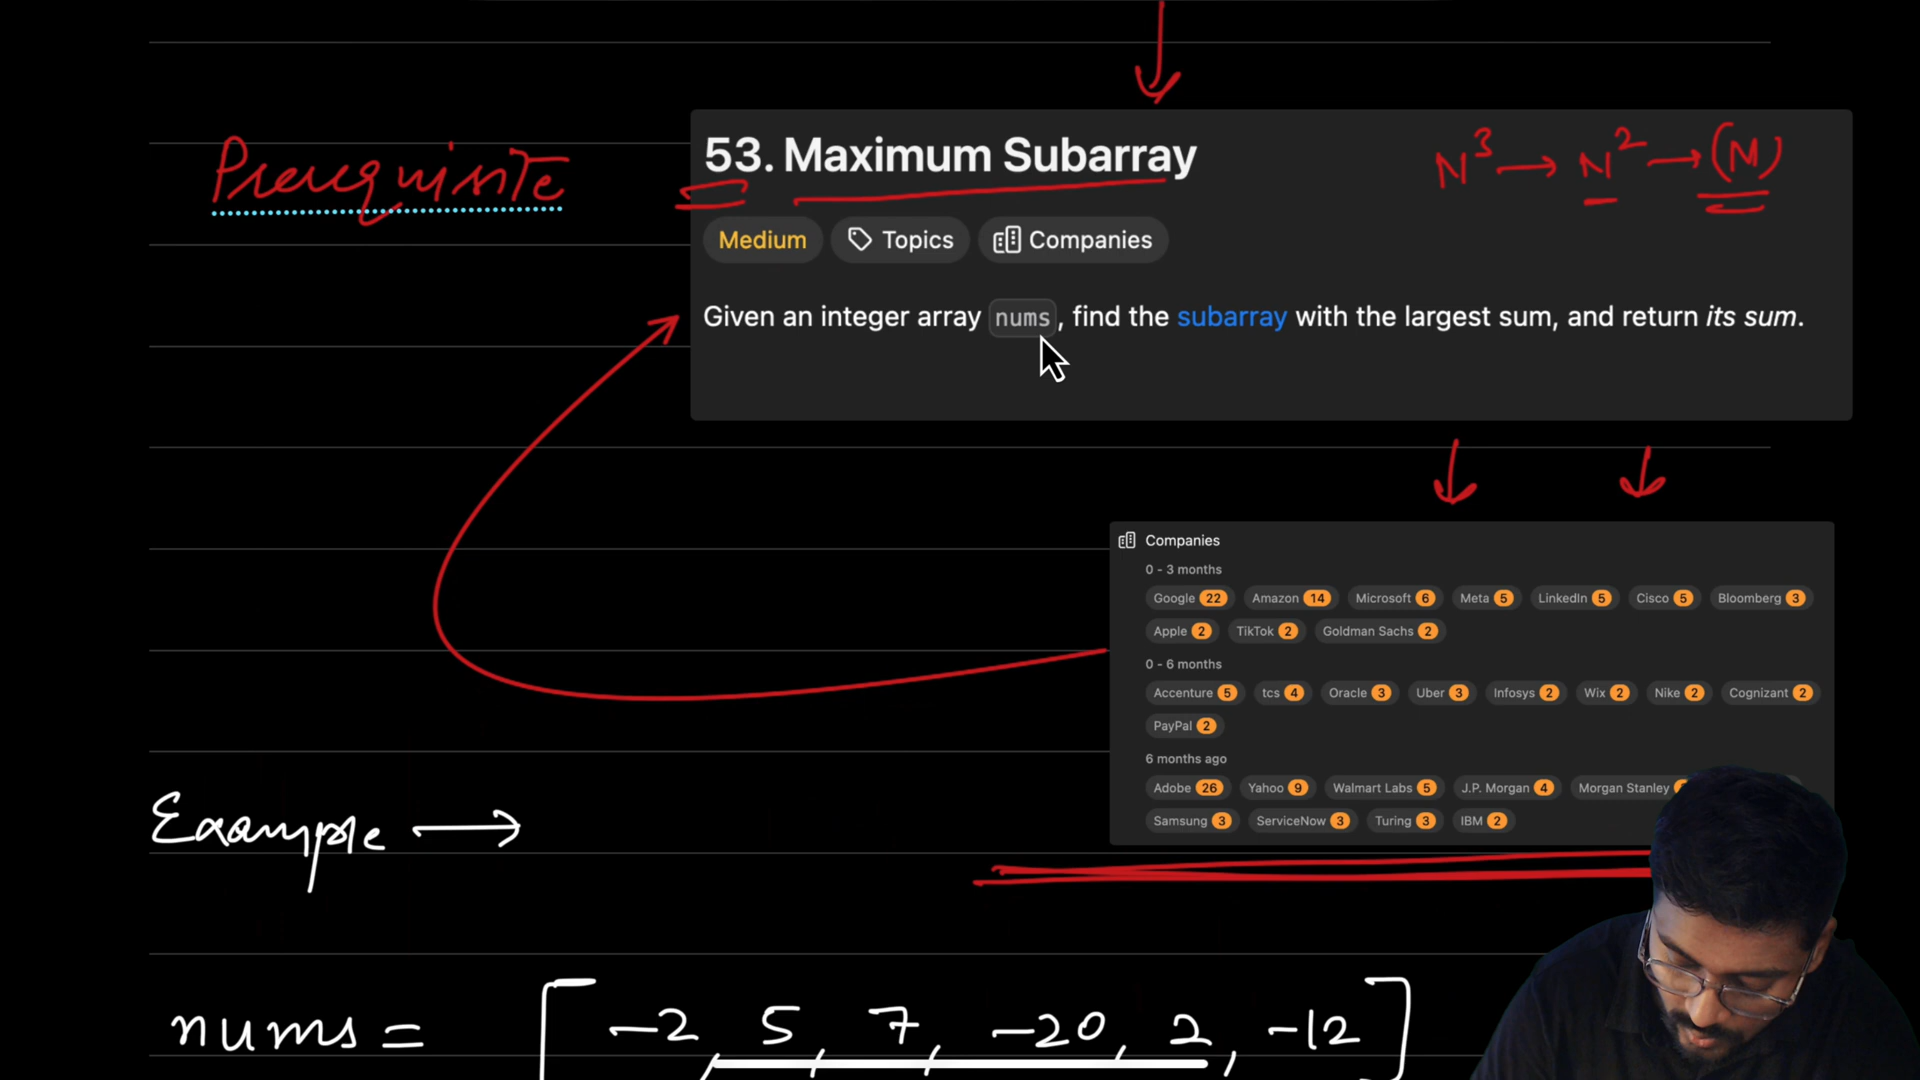 Prerequisite
53. Maximum Subarray
N³ → N² → (N)
Medium Topics Companies
Given an integer array nums, find the subarray with the largest sum, and return its sum.
Companies
0 - 3 months
Google 22 Amazon 14 Microsoft 6 Meta 5 LinkedIn 5 Cisco 5 Bloomberg 3
Apple 2 TikTok 2 Goldman Sachs 2
0 - 6 months
Accenture 5 tcs 4 Oracle 3 Uber 3 Infosys 2 Wix 2 Nike 2 Cognizant 2
PayPal 2
6 months ago
Adobe 26 Yahoo 9 Walmart Labs 5 J.P. Morgan 4 Morgan Stanley
Samsung 3 ServiceNow 3 Turing 3 IBM 2
Example →
nums = [ -2, 5, 7, -20, 2, -12 ]